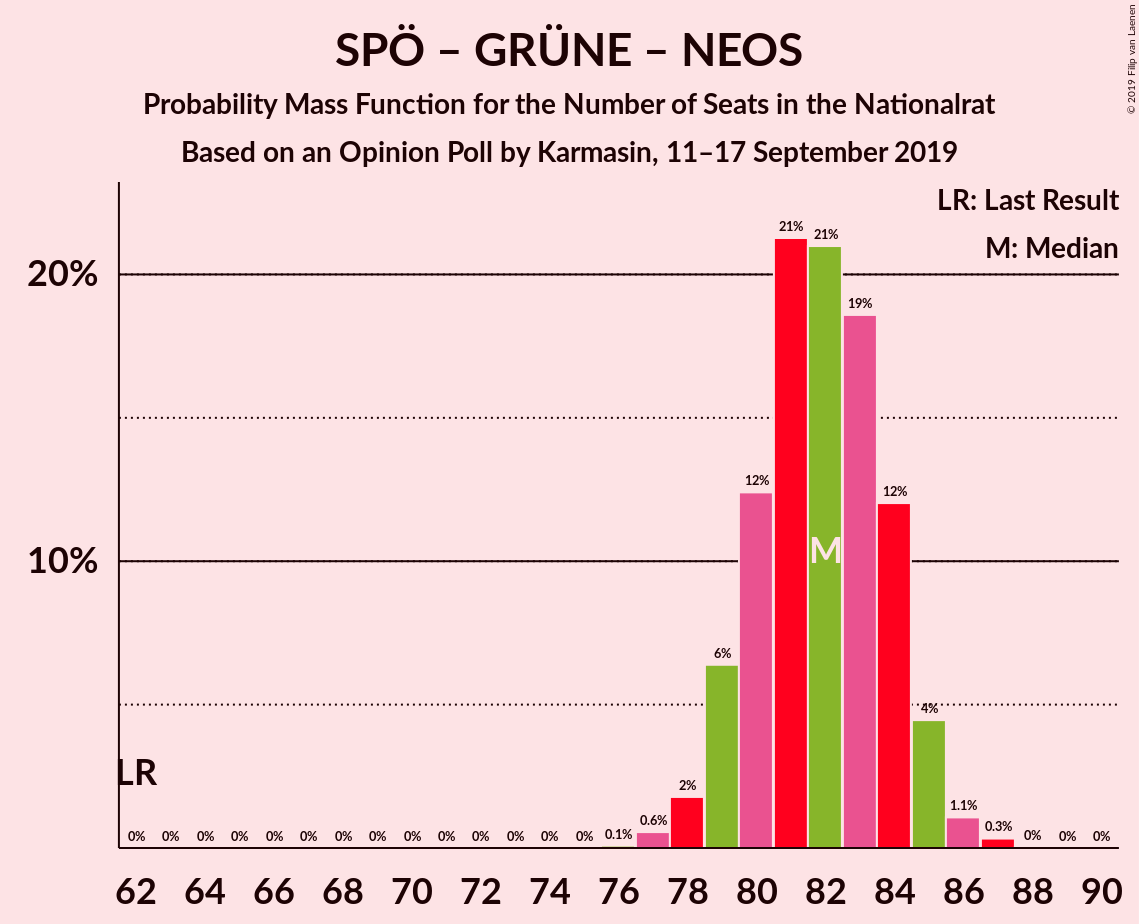 SPÖ – GRÜNE – NEOS
Probability Mass Function for the Number of Seats in the Nationalrat
Based on an Opinion Poll by Karmasin, 11–17 September 2019
© 2019 Filip van Laenen
LR: Last Result
M: Median
20%
10%
LR
M
0% 0% 0% 0% 0% 0% 0% 0% 0% 0% 0% 0% 0% 0% 0.1% 0.6% 2% 6% 12% 21% 21% 19% 12% 4% 1.1% 0.3% 0% 0% 0%
62 64 66 68 70 72 74 76 78 80 82 84 86 88 90